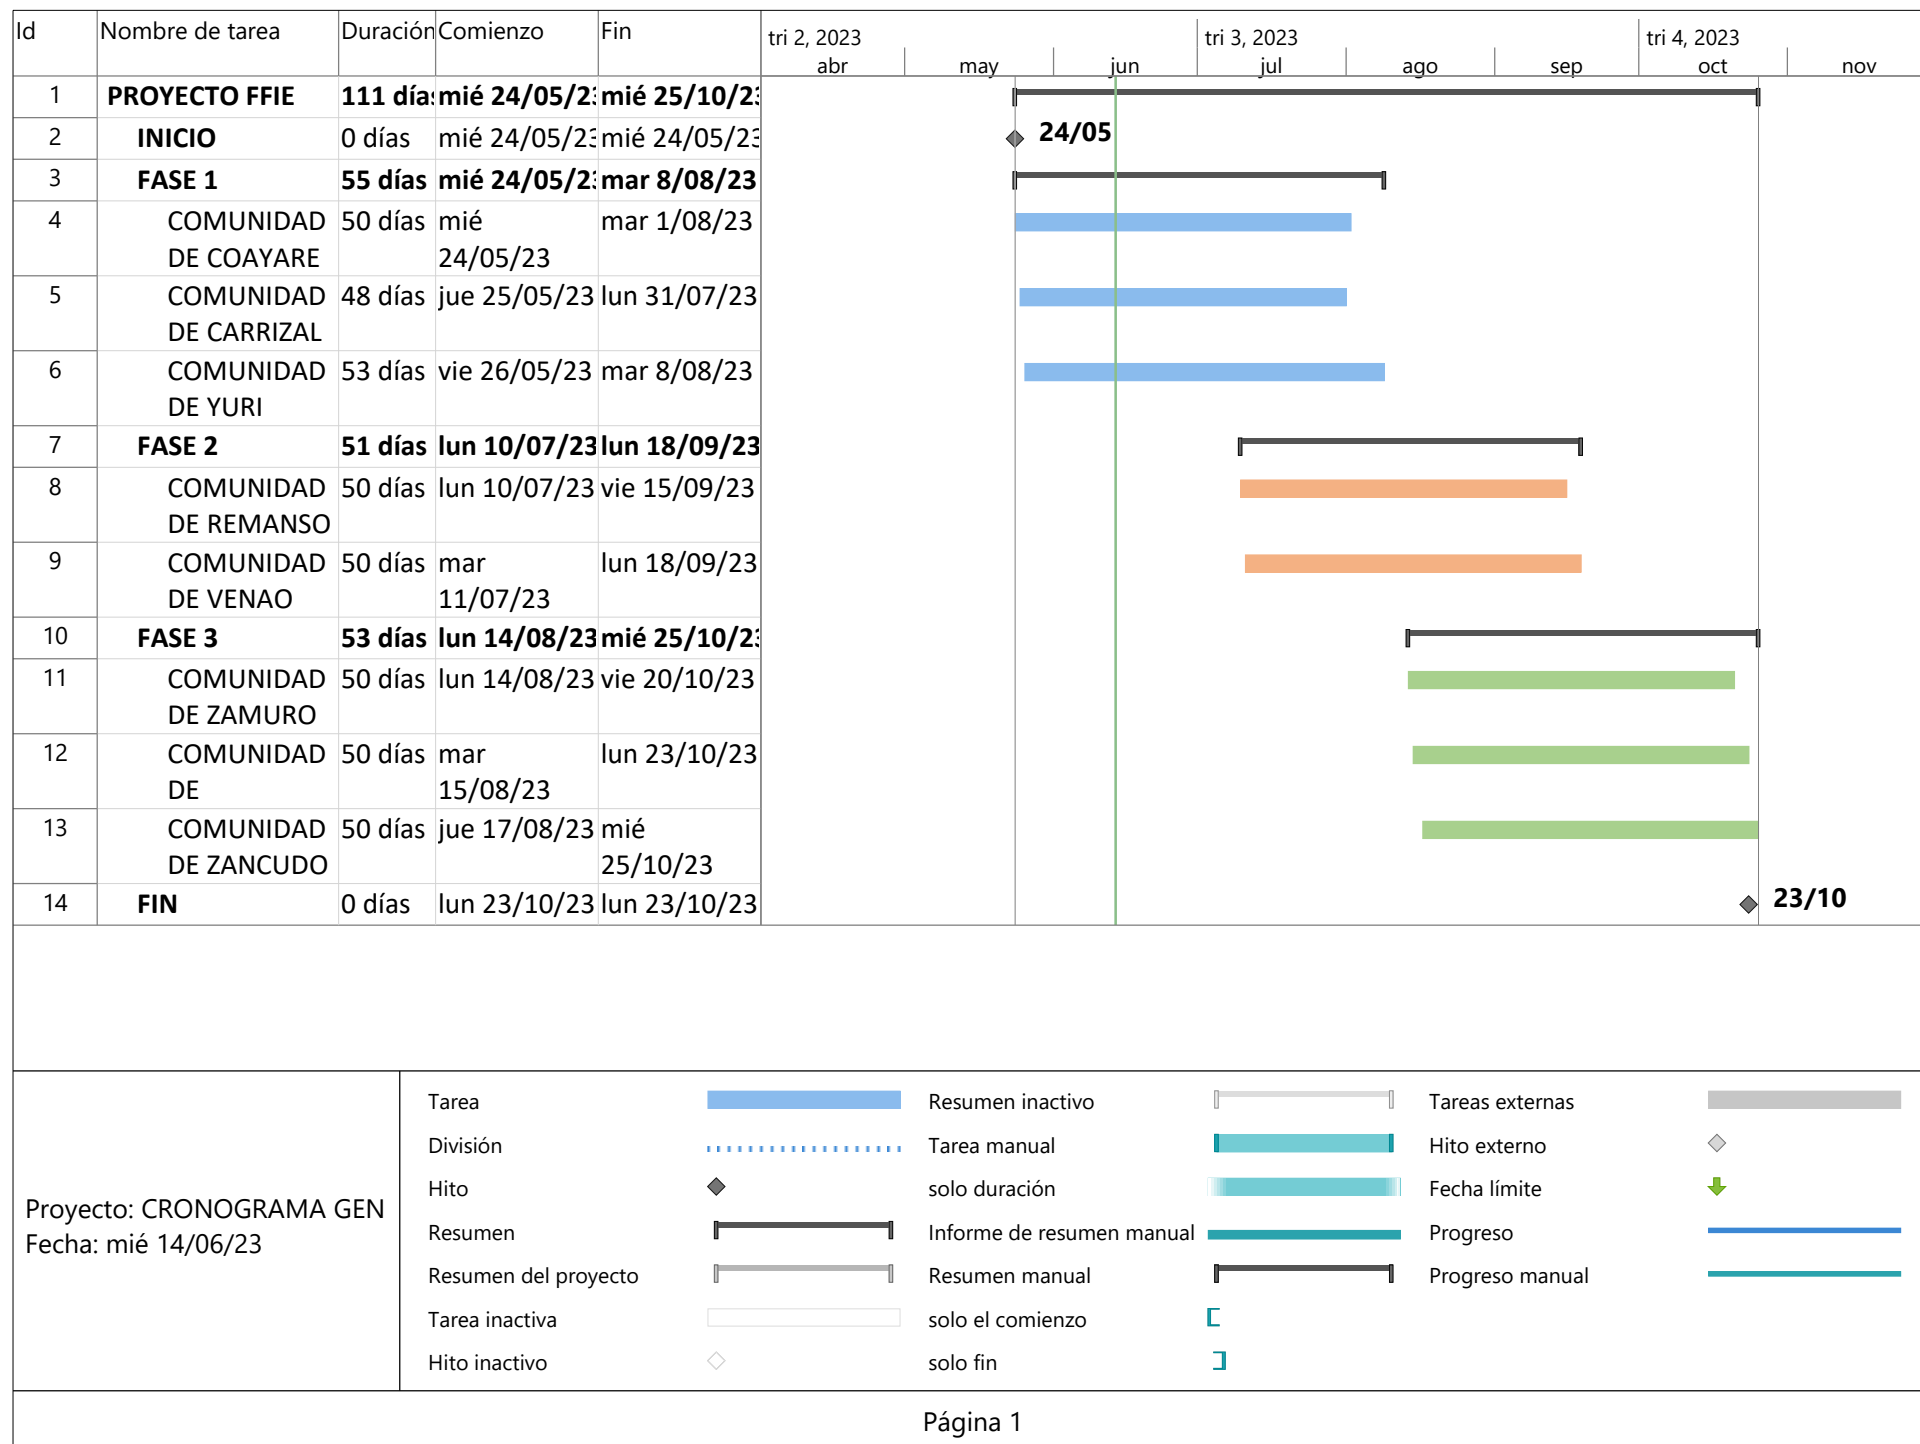 Id Nombre de tarea Duración Comienzo Fin
tri 2, 2023 tri 3, 2023 tri 4, 2023
abr may jun jul ago sep oct nov
1 PROYECTO FFIE 111 días mié 24/05/23 mié 25/10/23
2 INICIO 0 días mié 24/05/23 mié 24/05/23 24/05
3 FASE 1 55 días mié 24/05/23 mar 8/08/23
4 COMUNIDAD 50 días mié mar 1/08/23
DE COAYARE 24/05/23
5 COMUNIDAD 48 días jue 25/05/23 lun 31/07/23
DE CARRIZAL
6 COMUNIDAD 53 días vie 26/05/23 mar 8/08/23
DE YURI
7 FASE 2 51 días lun 10/07/23 lun 18/09/23
8 COMUNIDAD 50 días lun 10/07/23 vie 15/09/23
DE REMANSO
9 COMUNIDAD 50 días mar lun 18/09/23
DE VENAO 11/07/23
10 FASE 3 53 días lun 14/08/23 mié 25/10/23
11 COMUNIDAD 50 días lun 14/08/23 vie 20/10/23
DE ZAMURO
12 COMUNIDAD 50 días mar lun 23/10/23
DE 15/08/23
13 COMUNIDAD 50 días jue 17/08/23 mié
DE ZANCUDO 25/10/23
14 FIN 0 días lun 23/10/23 lun 23/10/23 23/10
Proyecto: CRONOGRAMA GEN
Fecha: mié 14/06/23
Tarea
División
Hito
Resumen
Resumen del proyecto
Tarea inactiva
Hito inactivo
Resumen inactivo
Tarea manual
solo duración
Informe de resumen manual
Resumen manual
solo el comienzo
solo fin
Tareas externas
Hito externo
Fecha límite
Progreso
Progreso manual
Página 1